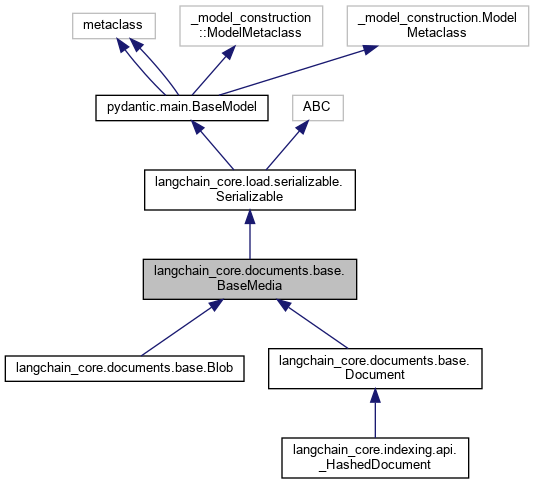 metaclass
_model_construction
::ModelMetaclass
_model_construction.Model
Metaclass
pydantic.main.BaseModel
ABC
langchain_core.load.serializable.
Serializable
langchain_core.documents.base.
BaseMedia
langchain_core.documents.base.Blob
langchain_core.documents.base.
Document
langchain_core.indexing.api.
_HashedDocument